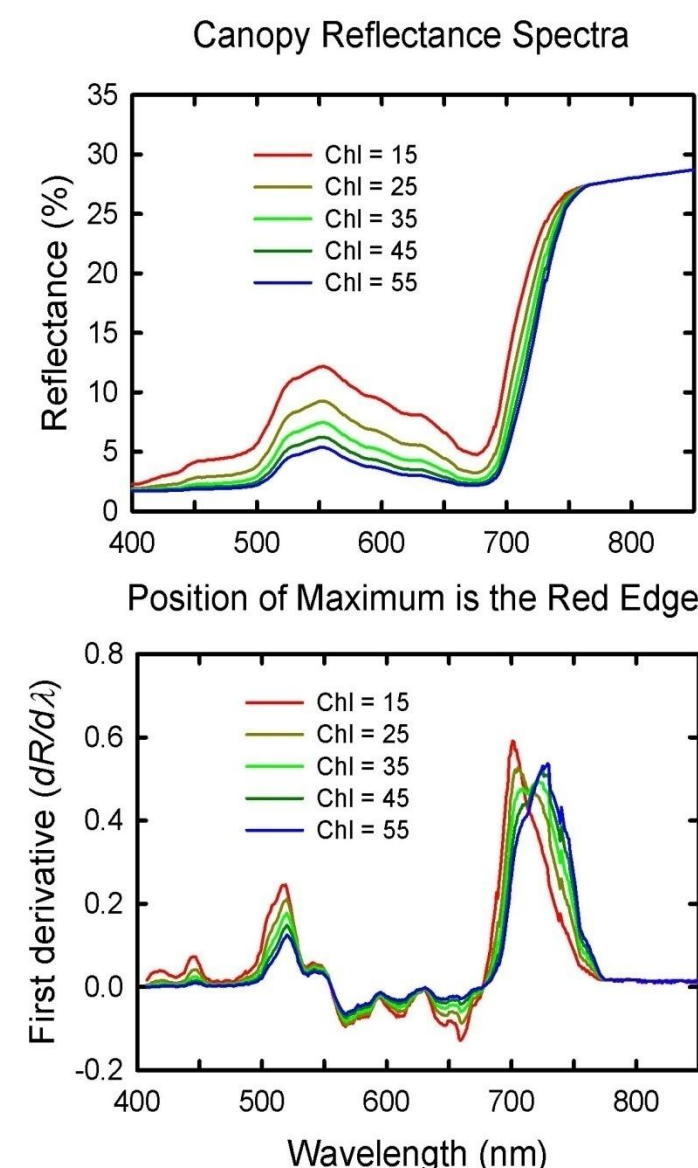 Canopy Reflectance Spectra
35
30
25
20
15
10
5
0
Reflectance (%)
Chl = 15
Chl = 25
Chl = 35
Chl = 45
Chl = 55
400 500 600 700 800
Position of Maximum is the Red Edge
0.8
0.6
0.4
0.2
0.0
-0.2
First derivative (dR/dλ)
Chl = 15
Chl = 25
Chl = 35
Chl = 45
Chl = 55
400 500 600 700 800
Wavelength (nm)